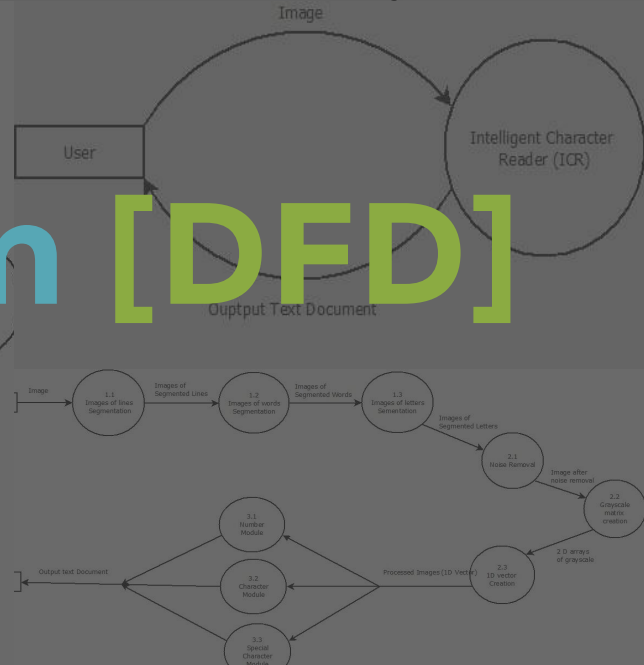 Image
User
Intelligent Character
Reader (ICR)
n [DFD]
Ouptput Text Document
Image
1.1
Images of lines
Segmentation
Images of
Segmented Lines
1.2
Images of words
Segmentation
Images of
Segmented Words
1.3
Images of letters
Sementation
Images of
Segmented Letters
2.1
Noise Removal
Image after
noise removal
2.2
Grayscale
matrix
creation
2 D arrays
of grayscale
2.3
1D vector
Creation
Processed Images (1D Vector)
3.1
Number
Module
3.2
Character
Module
3.3
Special
Character
Module
Output text Document